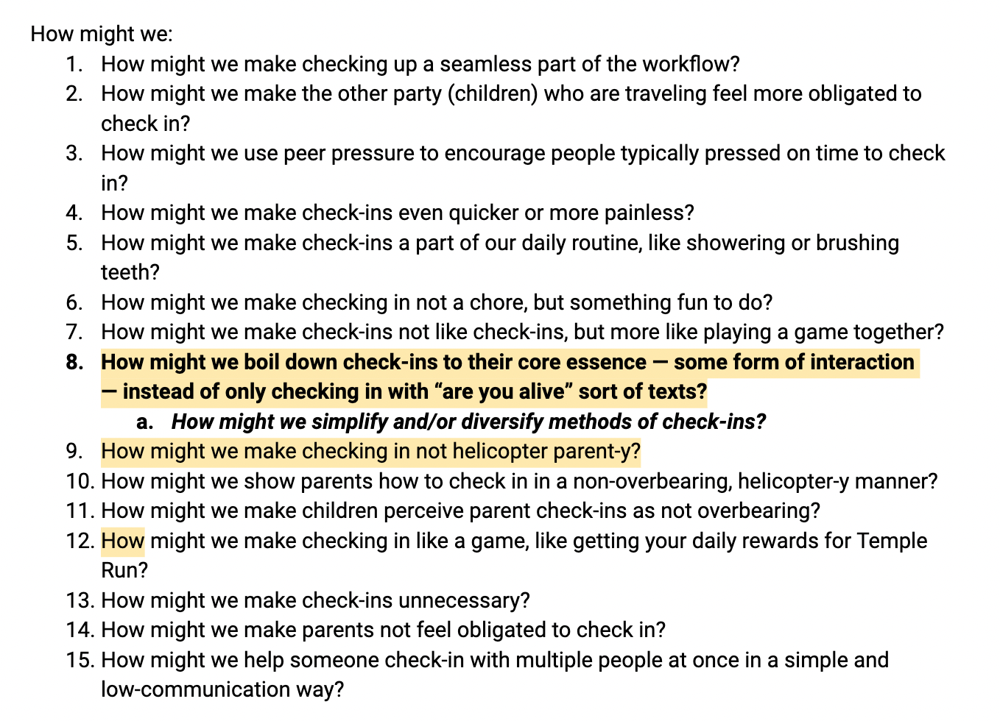 How might we:
1. How might we make checking up a seamless part of the workflow?
2. How might we make the other party (children) who are traveling feel more obligated to
check in?
3. How might we use peer pressure to encourage people typically pressed on time to check
in?
4. How might we make check-ins even quicker or more painless?
5. How might we make check-ins a part of our daily routine, like showering or brushing
teeth?
6. How might we make checking in not a chore, but something fun to do?
7. How might we make check-ins not like check-ins, but more like playing a game together?
8. How might we boil down check-ins to their core essence — some form of interaction
— instead of only checking in with “are you alive” sort of texts?
a. How might we simplify and/or diversify methods of check-ins?
9. How might we make checking in not helicopter parent-y?
10. How might we show parents how to check in in a non-overbearing, helicopter-y manner?
11. How might we make children perceive parent check-ins as not overbearing?
12. How might we make checking in like a game, like getting your daily rewards for Temple
Run?
13. How might we make check-ins unnecessary?
14. How might we make parents not feel obligated to check in?
15. How might we help someone check-in with multiple people at once in a simple and
low-communication way?